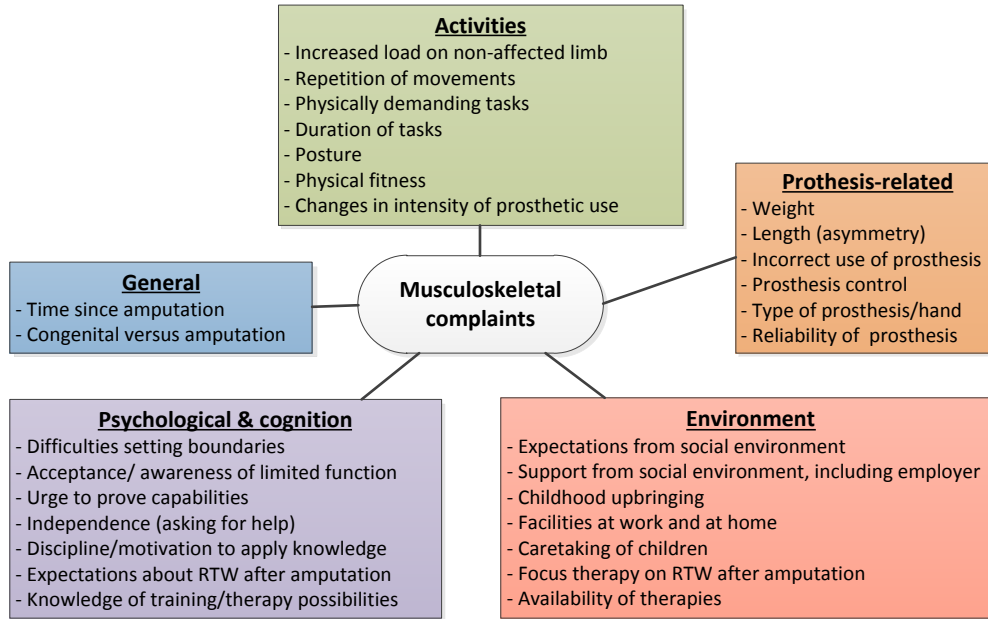 Activities
- Increased load on non-affected limb
- Repetition of movements
- Physically demanding tasks
- Duration of tasks
- Posture
- Physical fitness
- Changes in intensity of prosthetic use
Prothesis-related
- Weight
- Length (asymmetry)
- Incorrect use of prosthesis
- Prosthesis control
- Type of prosthesis/hand
- Reliability of prosthesis
General
- Time since amputation
- Congenital versus amputation
Musculoskeletal
complaints
Psychological & cognition
- Difficulties setting boundaries
- Acceptance/ awareness of limited function
- Urge to prove capabilities
- Independence (asking for help)
- Discipline/motivation to apply knowledge
- Expectations about RTW after amputation
- Knowledge of training/therapy possibilities
Environment
- Expectations from social environment
- Support from social environment, including employer
- Childhood upbringing
- Facilities at work and at home
- Caretaking of children
- Focus therapy on RTW after amputation
- Availability of therapies